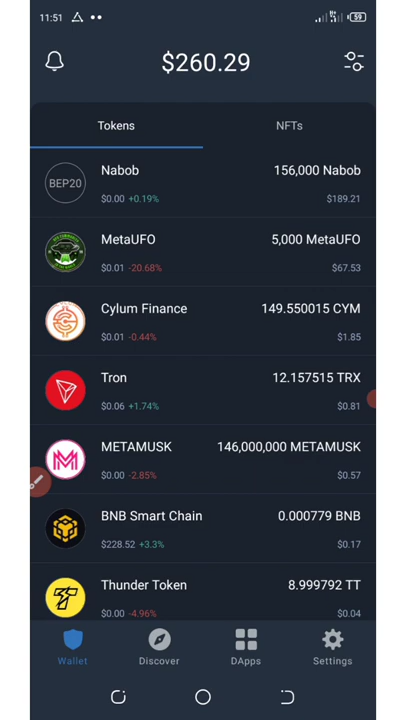 11:51
59
$260.29
Tokens NFTs
BEP20
Nabob 156,000 Nabob
$0.00 +0.19% $189.21
MetaUFO 5,000 MetaUFO
$0.01 -20.68% $67.53
Cylum Finance 149.550015 CYM
$0.01 -0.44% $1.85
Tron 12.157515 TRX
$0.06 +1.74% $0.81
METAMUSK 146,000,000 METAMUSK
$0.00 -2.85% $0.57
BNB Smart Chain 0.000779 BNB
$228.52 +3.3% $0.17
Thunder Token 8.999792 TT
$0.00 -4.96% $0.04
Wallet Discover DApps Settings